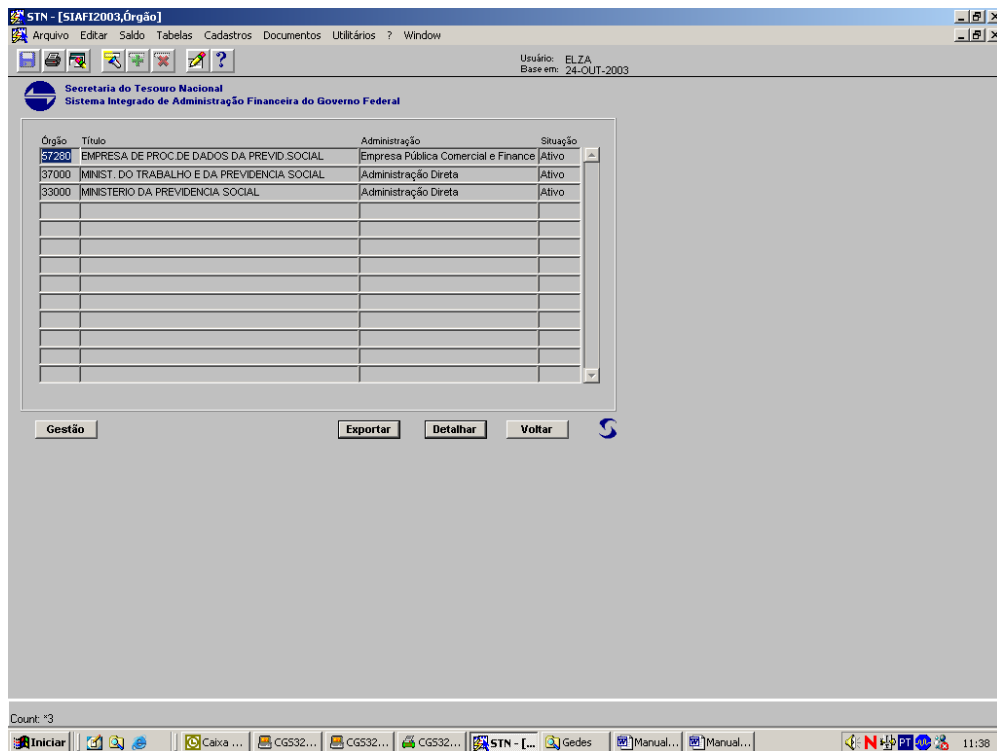 STN - [SIAFI2003,Órgão]
Arquivo Editar Saldo Tabelas Cadastros Documentos Utilitários ? Window
Usuário: ELZA
Base em: 24-OUT-2003
Secretaria do Tesouro Nacional
Sistema Integrado de Administração Financeira do Governo Federal
Órgão Título Administração Situação
57280 EMPRESA DE PROC.DE DADOS DA PREVID.SOCIAL Empresa Pública Comercial e Finance Ativo
37000 MINIST. DO TRABALHO E DA PREVIDENCIA SOCIAL Administração Direta Ativo
33000 MINISTERIO DA PREVIDENCIA SOCIAL Administração Direta Ativo
Gestão Exportar Detalhar Voltar
Count: *3
Iniciar Caixa ... CGS32... CGS32... CGS32... STN - [... Gedes Manual... Manual... N PT 11:38